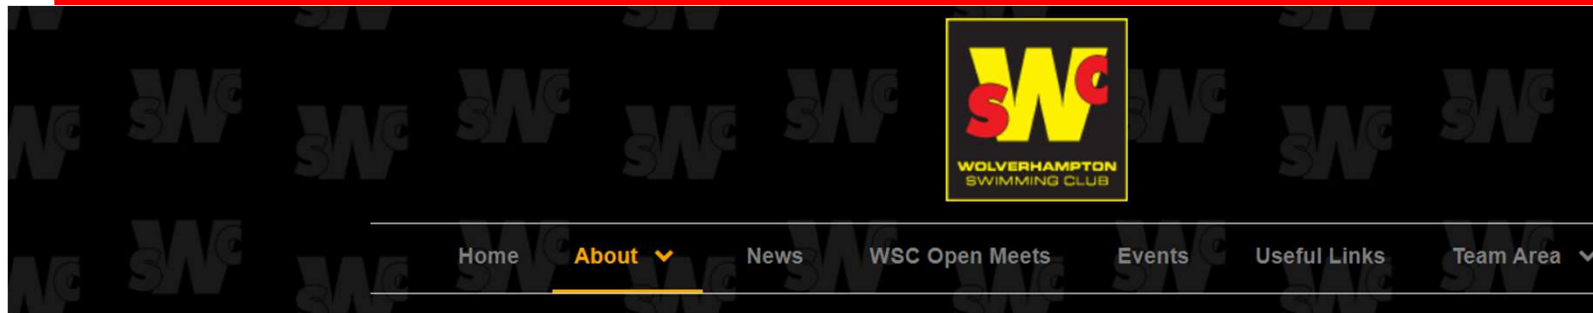 sWc
WOLVERHAMPTON
SWIMMING CLUB
Home About News WSC Open Meets Events Useful Links Team Area